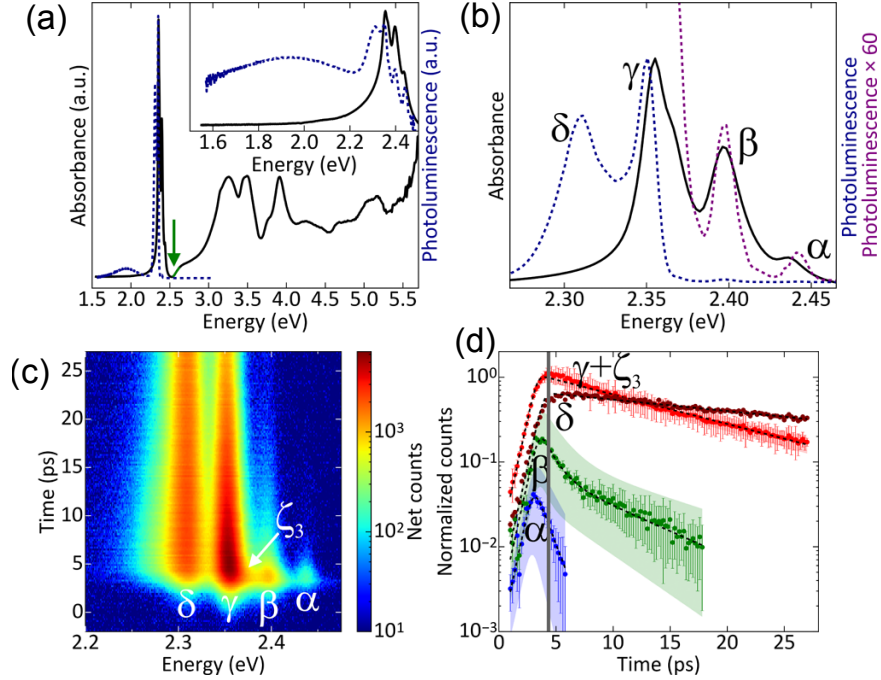 (a)
Absorbance (a.u.)
Photoluminescence (a.u.)
1.6 1.8 2.0 2.2 2.4
Energy (eV)
1.5 2.0 2.5 3.0 3.5 4.0 4.5 5.0 5.5
Energy (eV)
(b)
Absorbance
Photoluminescence
Photoluminescence × 60
γ
δ
β
α
2.30 2.35 2.40 2.45
Energy (eV)
(c)
Time (ps)
25
20
15
10
5
0
ζ3
δ γ β α
2.2 2.3 2.4
Energy (eV)
Net counts
10³
10²
10¹
(d)
Normalized counts
10⁰
10⁻¹
10⁻²
10⁻³
γ+ζ3
δ
β
α
0 5 10 15 20 25
Time (ps)